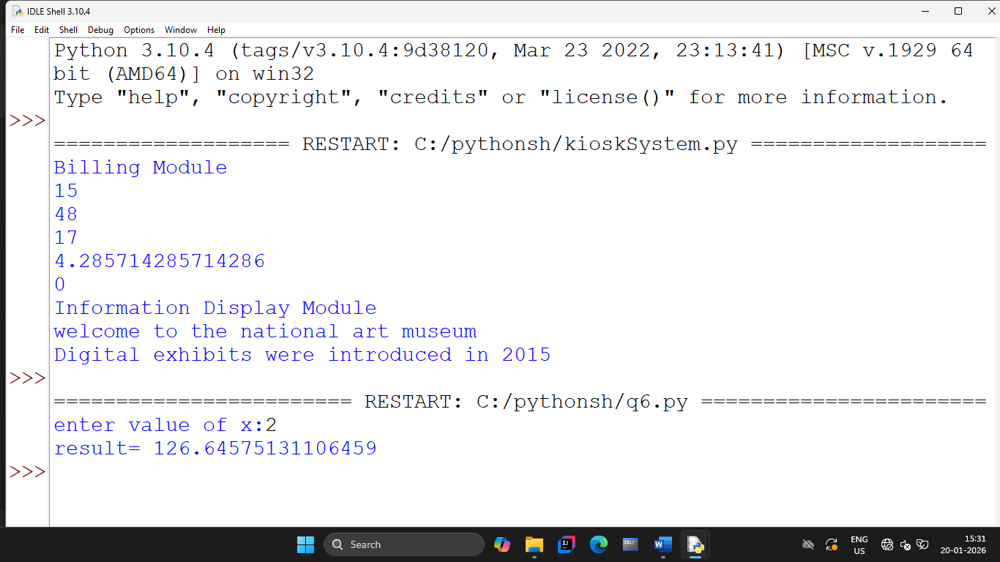 IDLE Shell 3.10.4
File Edit Shell Debug Options Window Help
Python 3.10.4 (tags/v3.10.4:9d38120, Mar 23 2022, 23:13:41) [MSC v.1929 64
bit (AMD64)] on win32
Type "help", "copyright", "credits" or "license()" for more information.
>>>
=================== RESTART: C:/pythonsh/kioskSystem.py ===================
Billing Module
15
48
17
4.285714285714286
0
Information Display Module
welcome to the national art museum
Digital exhibits were introduced in 2015
>>>
======================== RESTART: C:/pythonsh/q6.py =======================
enter value of x:2
result= 126.64575131106459
>>>
Search
ENG
US
15:31
20-01-2026